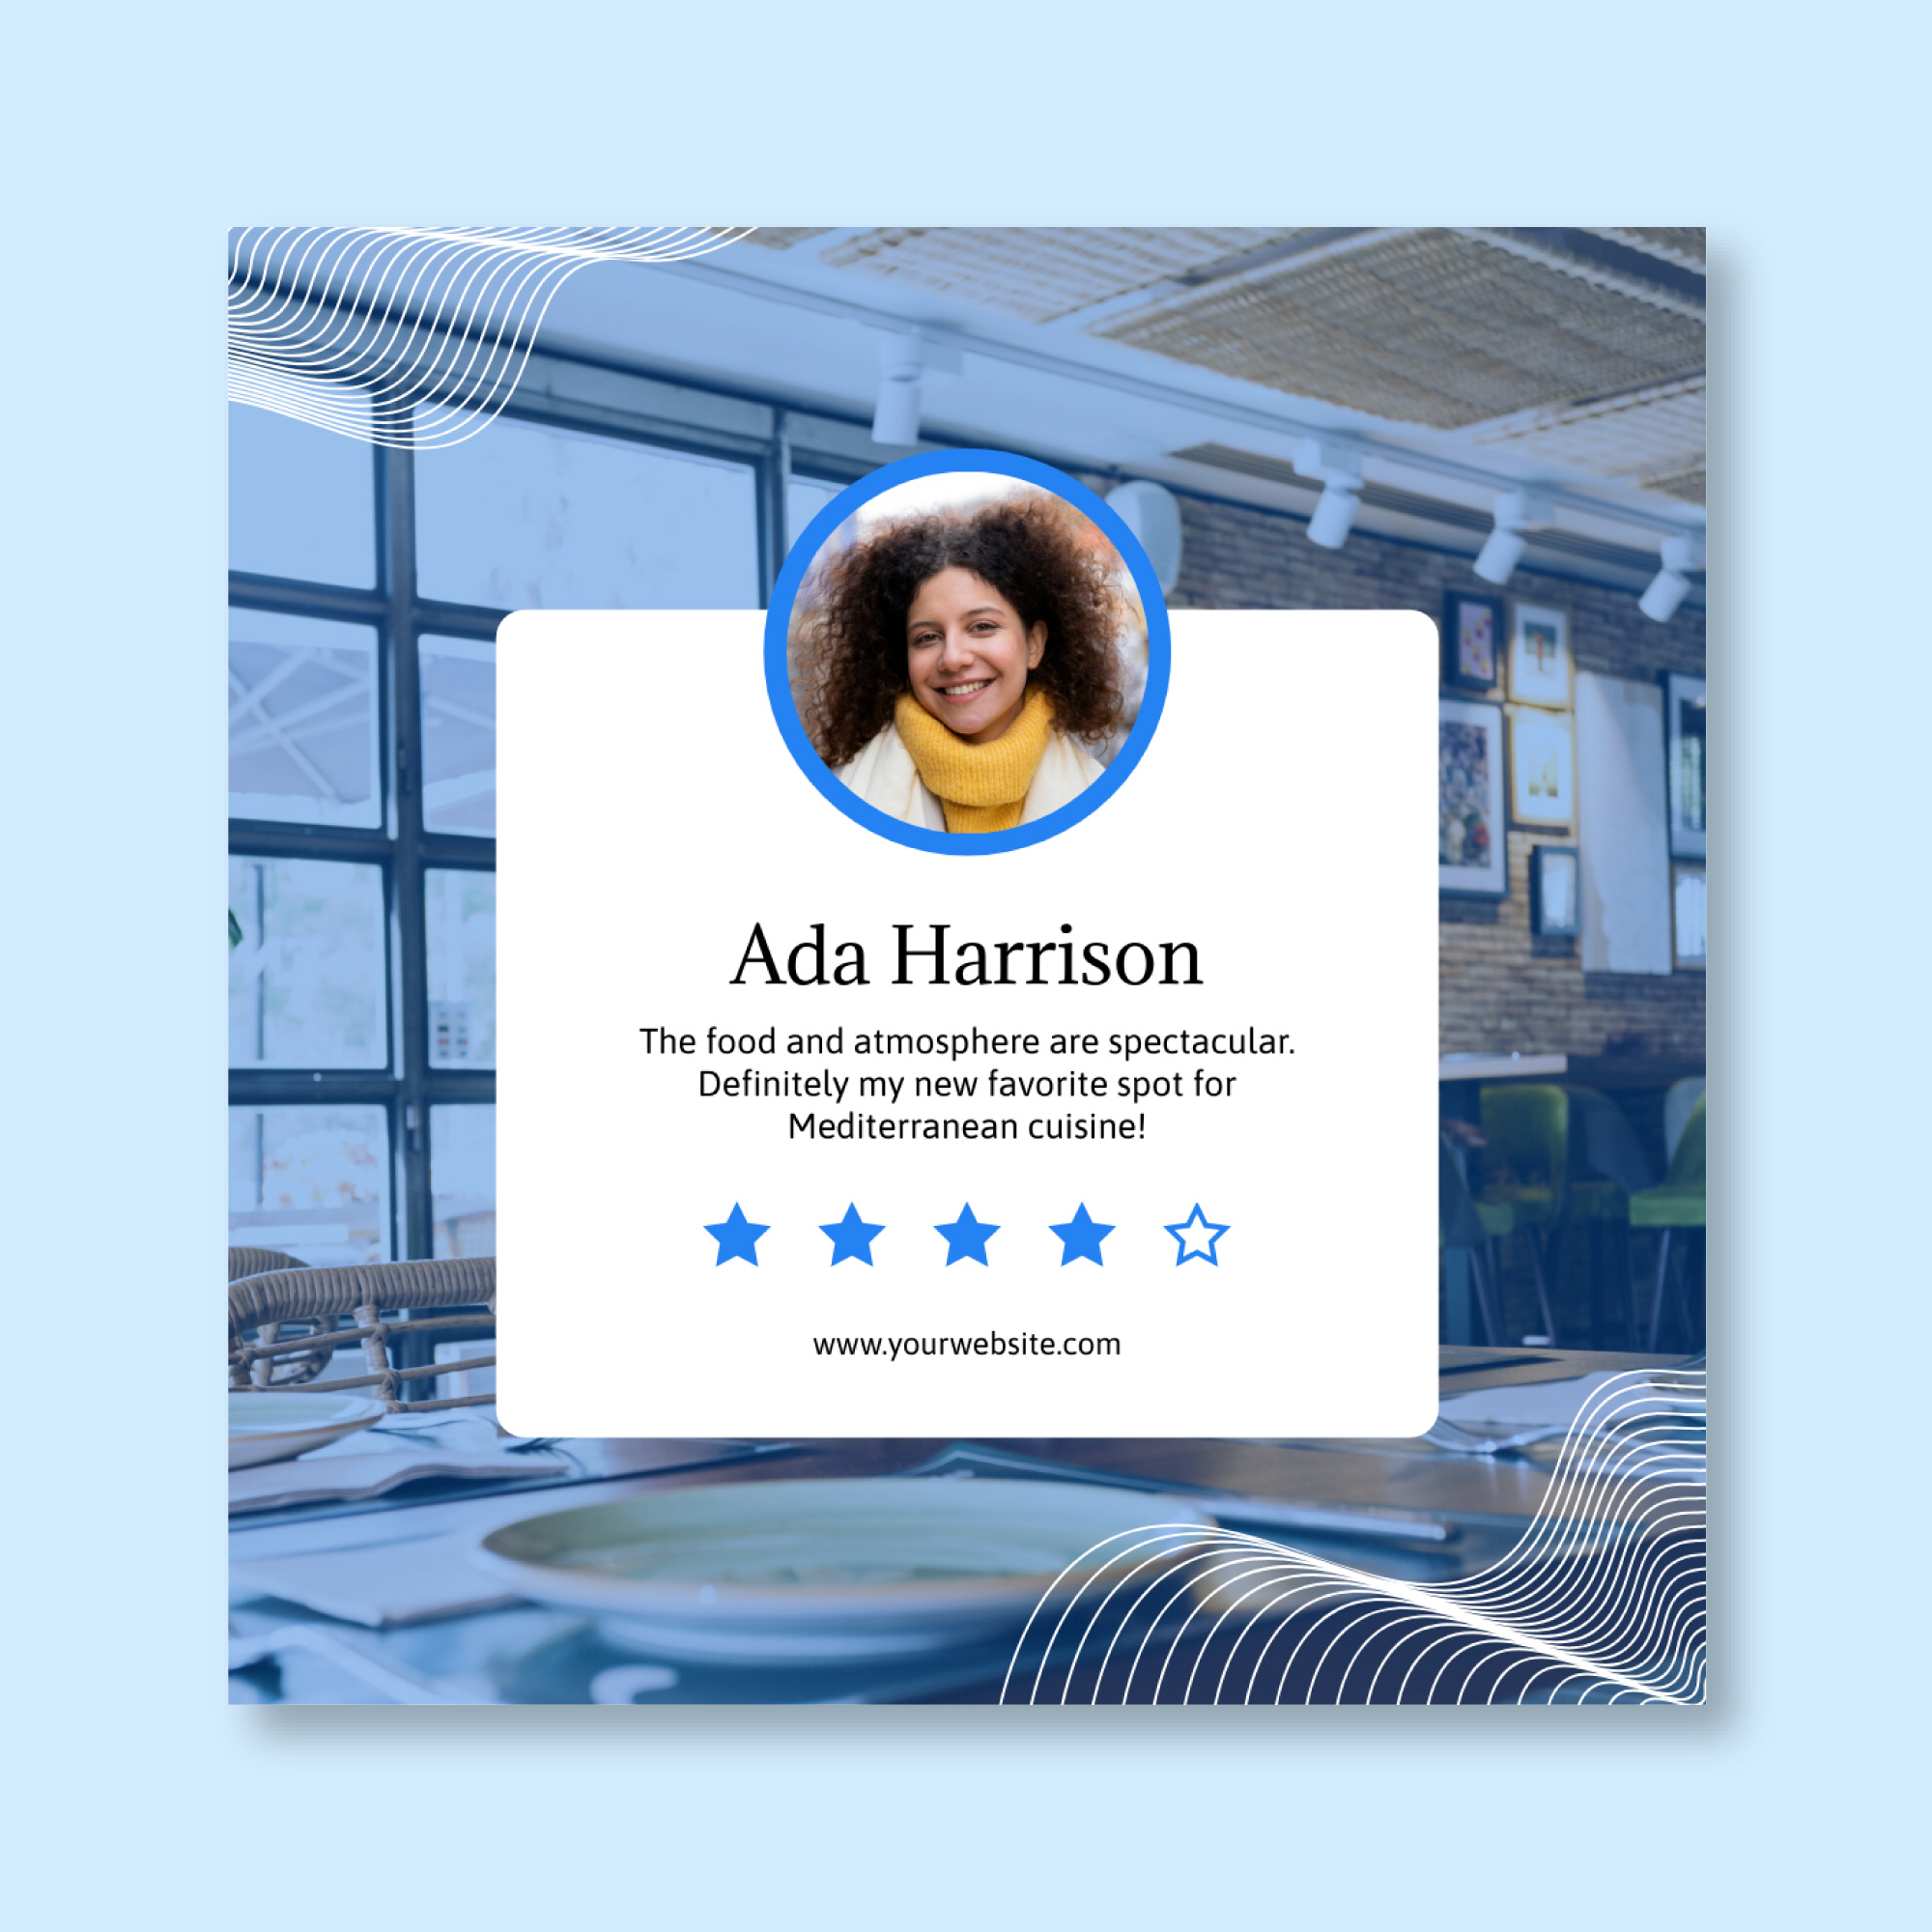 Ada Harrison
The food and atmosphere are spectacular.
Definitely my new favorite spot for
Mediterranean cuisine!
www.yourwebsite.com